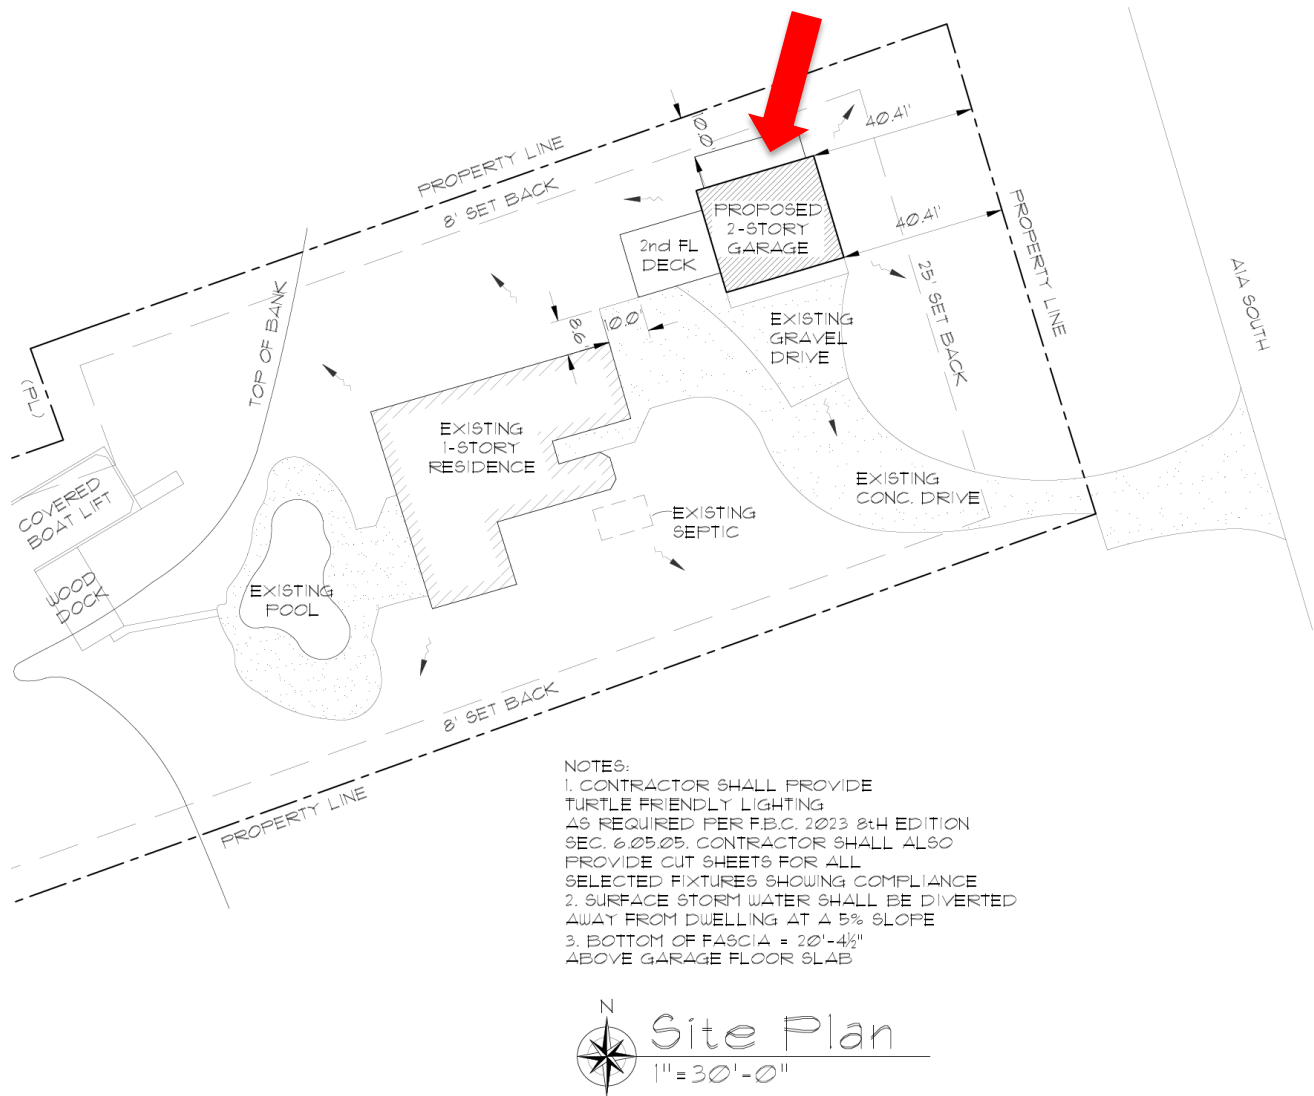 PROPERTY LINE
8' SET BACK
10.0'
40.41'
PROPOSED
2-STORY
GARAGE
2nd FL
DECK
40.41'
PROPERTY LINE
A1A SOUTH
25' SET BACK
TOP OF BANK
8.6'
10.0'
EXISTING
GRAVEL
DRIVE
(PL)
EXISTING
1-STORY
RESIDENCE
COVERED
BOAT LIFT
EXISTING
CONC. DRIVE
EXISTING
SEPTIC
WOOD
DOCK
EXISTING
POOL
8' SET BACK
PROPERTY LINE
NOTES:
1. CONTRACTOR SHALL PROVIDE
TURTLE FRIENDLY LIGHTING
AS REQUIRED PER F.B.C. 2023 8tH EDITION
SEC. 6.05.05. CONTRACTOR SHALL ALSO
PROVIDE CUT SHEETS FOR ALL
SELECTED FIXTURES SHOWING COMPLIANCE
2. SURFACE STORM WATER SHALL BE DIVERTED
AWAY FROM DWELLING AT A 5% SLOPE
3. BOTTOM OF FASCIA = 20'-4½"
ABOVE GARAGE FLOOR SLAB
N
Site Plan
1"=30'-0"